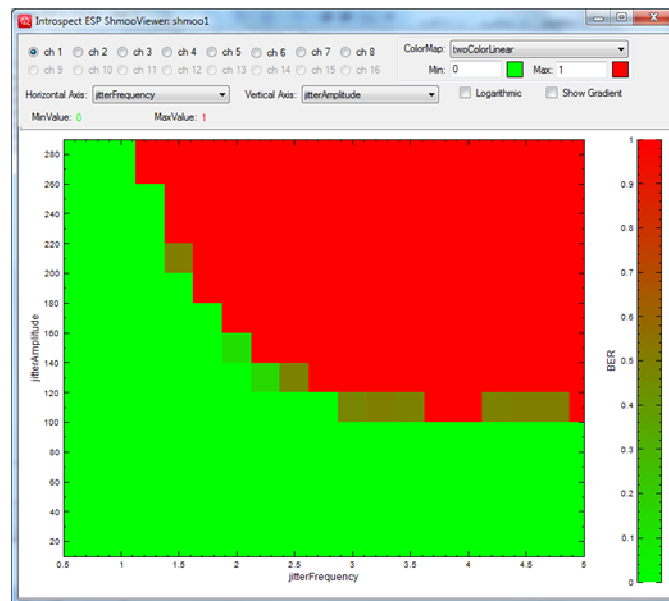 Introspect ESP ShmooViewer: shmoo1
ch 1 ch 2 ch 3 ch 4 ch 5 ch 6 ch 7 ch 8
ch 9 ch 10 ch 11 ch 12 ch 13 ch 14 ch 15 ch 16
ColorMap: twoColorLinear
Min: 0 Max: 1
Horizontal Axis: jitterFrequency Vertical Axis: jitterAmplitude Logarithmic Show Gradient
MinValue: 0 MaxValue: 1
jitterAmplitude
280
260
240
220
200
180
160
140
120
100
80
60
40
20
0.5 1 1.5 2 2.5 3 3.5 4 4.5 5
jitterFrequency
BER
1
0.9
0.8
0.7
0.6
0.5
0.4
0.3
0.2
0.1
0